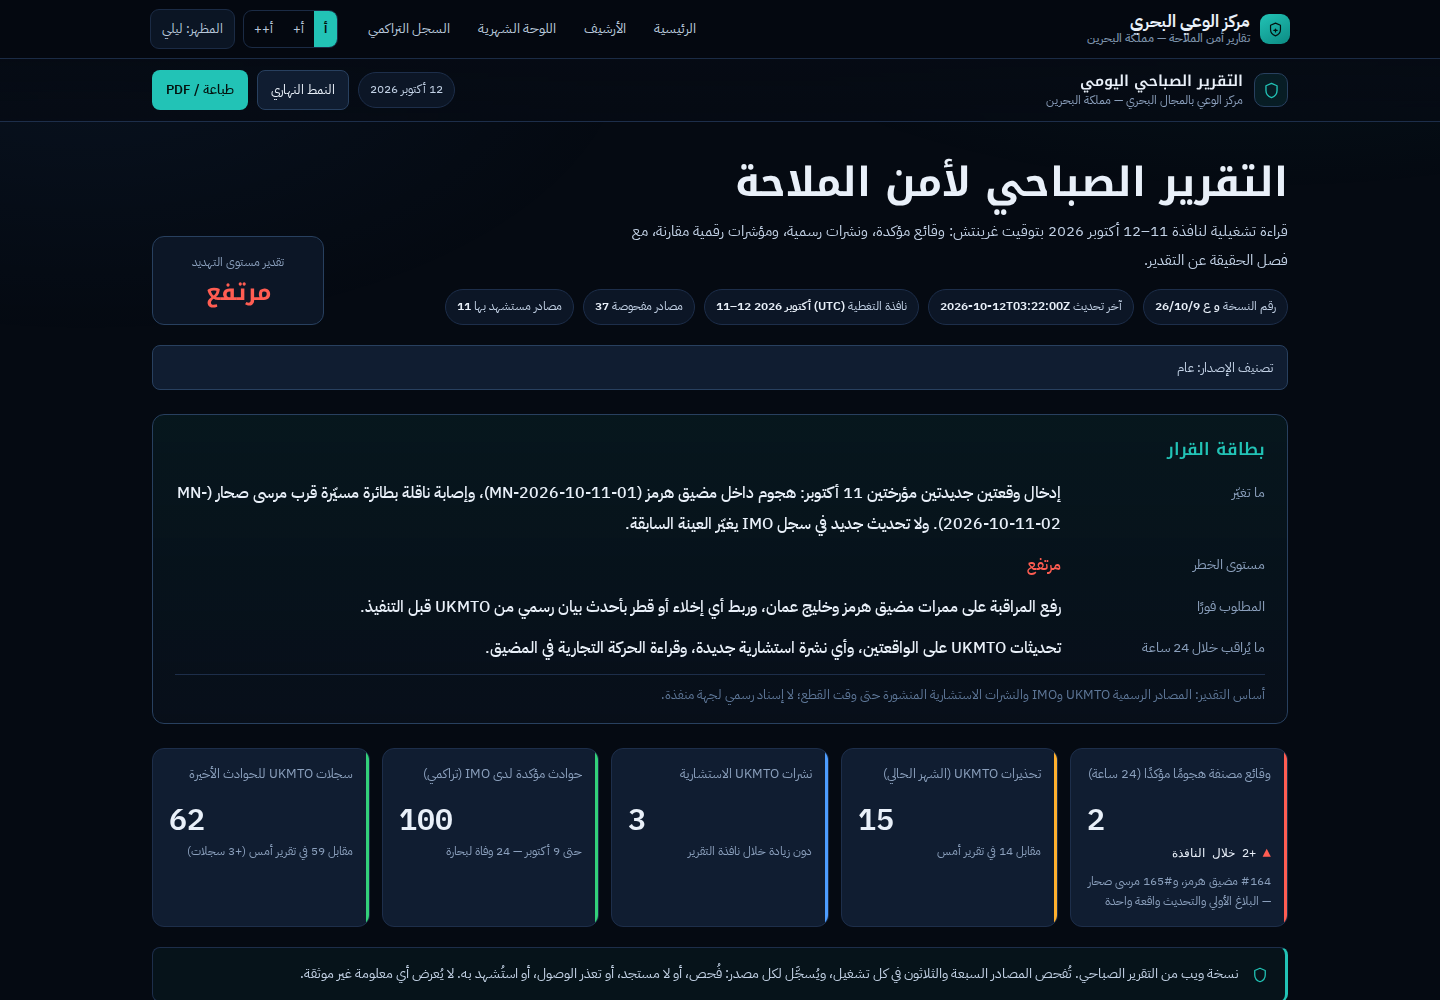 مركز الوعي البحري
تقارير أمن الملاحة — مملكة البحرين
الرئيسية
الأرشيف
اللوحة الشهرية
السجل التراكمي
أ
أ+
أ++
المظهر: ليلي
التقرير الصباحي اليومي
مركز الوعي بالمجال البحري — مملكة البحرين
12 أكتوبر 2026
النمط النهاري
طباعة / PDF
التقرير الصباحي لأمن الملاحة
قراءة تشغيلية لنافذة 11–12 أكتوبر 2026 بتوقيت غرينتش: وقائع مؤكدة، ونشرات رسمية، ومؤشرات رقمية مقارنة، مع
فصل الحقيقة عن التقدير.
تقدير مستوى التهديد
مرتفع
رقم النسخة و ع 26/10/9
آخر تحديث 2026-10-12T03:22:00Z
نافذة التغطية (UTC) 11–12 أكتوبر 2026
مصادر مفحوصة 37
مصادر مستشهد بها 11
تصنيف الإصدار: عام
بطاقة القرار
ما تغيّر
إدخال وقعتين جديدتين مؤرختين 11 أكتوبر: هجوم داخل مضيق هرمز (MN-2026-10-11-01)، وإصابة ناقلة بطائرة مسيّرة قرب مرسى صحار (MN-
2026-10-11-02). ولا تحديث جديد في سجل IMO يغيّر العينة السابقة.
مستوى الخطر
مرتفع
المطلوب فورًا
رفع المراقبة على ممرات مضيق هرمز وخليج عمان، وربط أي إخلاء أو قطر بأحدث بيان رسمي من UKMTO قبل التنفيذ.
ما يُراقب خلال 24 ساعة
تحديثات UKMTO على الواقعتين، وأي نشرة استشارية جديدة، وقراءة الحركة التجارية في المضيق.
أساس التقدير: المصادر الرسمية UKMTO وIMO والنشرات الاستشارية المنشورة حتى وقت القطع؛ لا إسناد رسمي لجهة منفذة.
وقائع مصنفة هجومًا مؤكدًا (24 ساعة)
2
▲ +2 خلال النافذة
#164 مضيق هرمز، و#165 مرسى صحار
— البلاغ الأولي والتحديث واقعة واحدة
تحذيرات UKMTO (الشهر الحالي)
15
مقابل 14 في تقرير أمس
نشرات UKMTO الاستشارية
3
دون زيادة خلال نافذة التقرير
حوادث مؤكدة لدى IMO (تراكمي)
100
حتى 9 أكتوبر — 24 وفاة لبحارة
سجلات UKMTO للحوادث الأخيرة
62
مقابل 59 في تقرير أمس (+3 سجلات)
نسخة ويب من التقرير الصباحي. تُفحص المصادر السبعة والثلاثون في كل تشغيل، ويُسجَّل لكل مصدر: فُحص، أو لا مستجد، أو تعذر الوصول، أو استُشهد به. لا يُعرض أي معلومة غير موثقة.